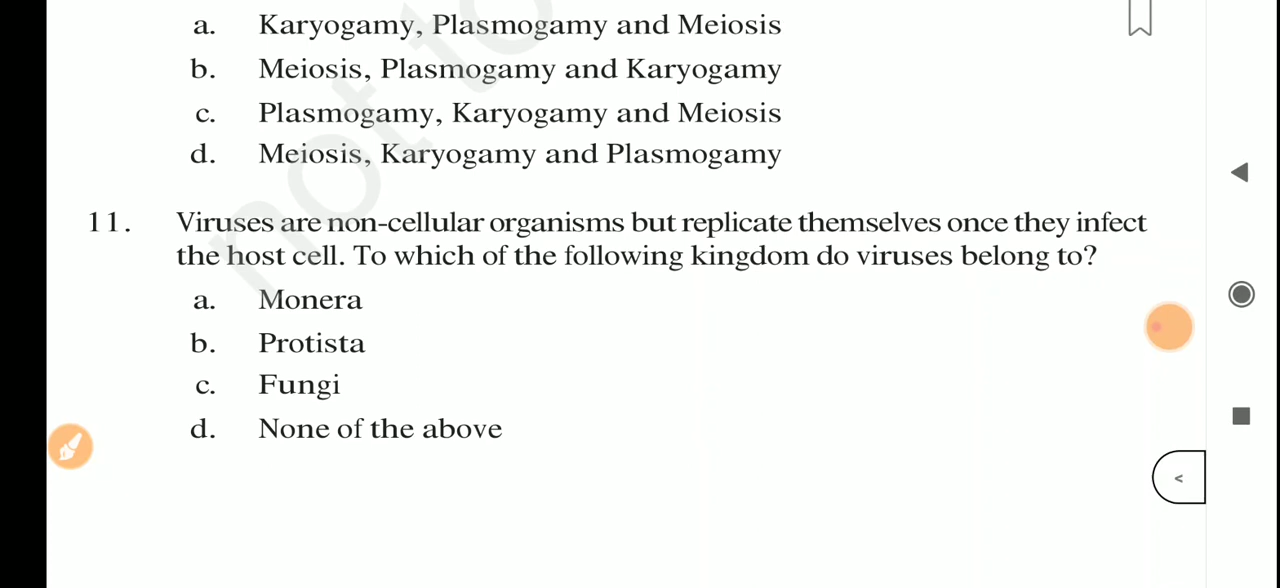 a. Karyogamy, Plasmogamy and Meiosis
b. Meiosis, Plasmogamy and Karyogamy
c. Plasmogamy, Karyogamy and Meiosis
d. Meiosis, Karyogamy and Plasmogamy
not to
11. Viruses are non-cellular organisms but replicate themselves once they infect
the host cell. To which of the following kingdom do viruses belong to?
a. Monera
b. Protista
c. Fungi
d. None of the above
<